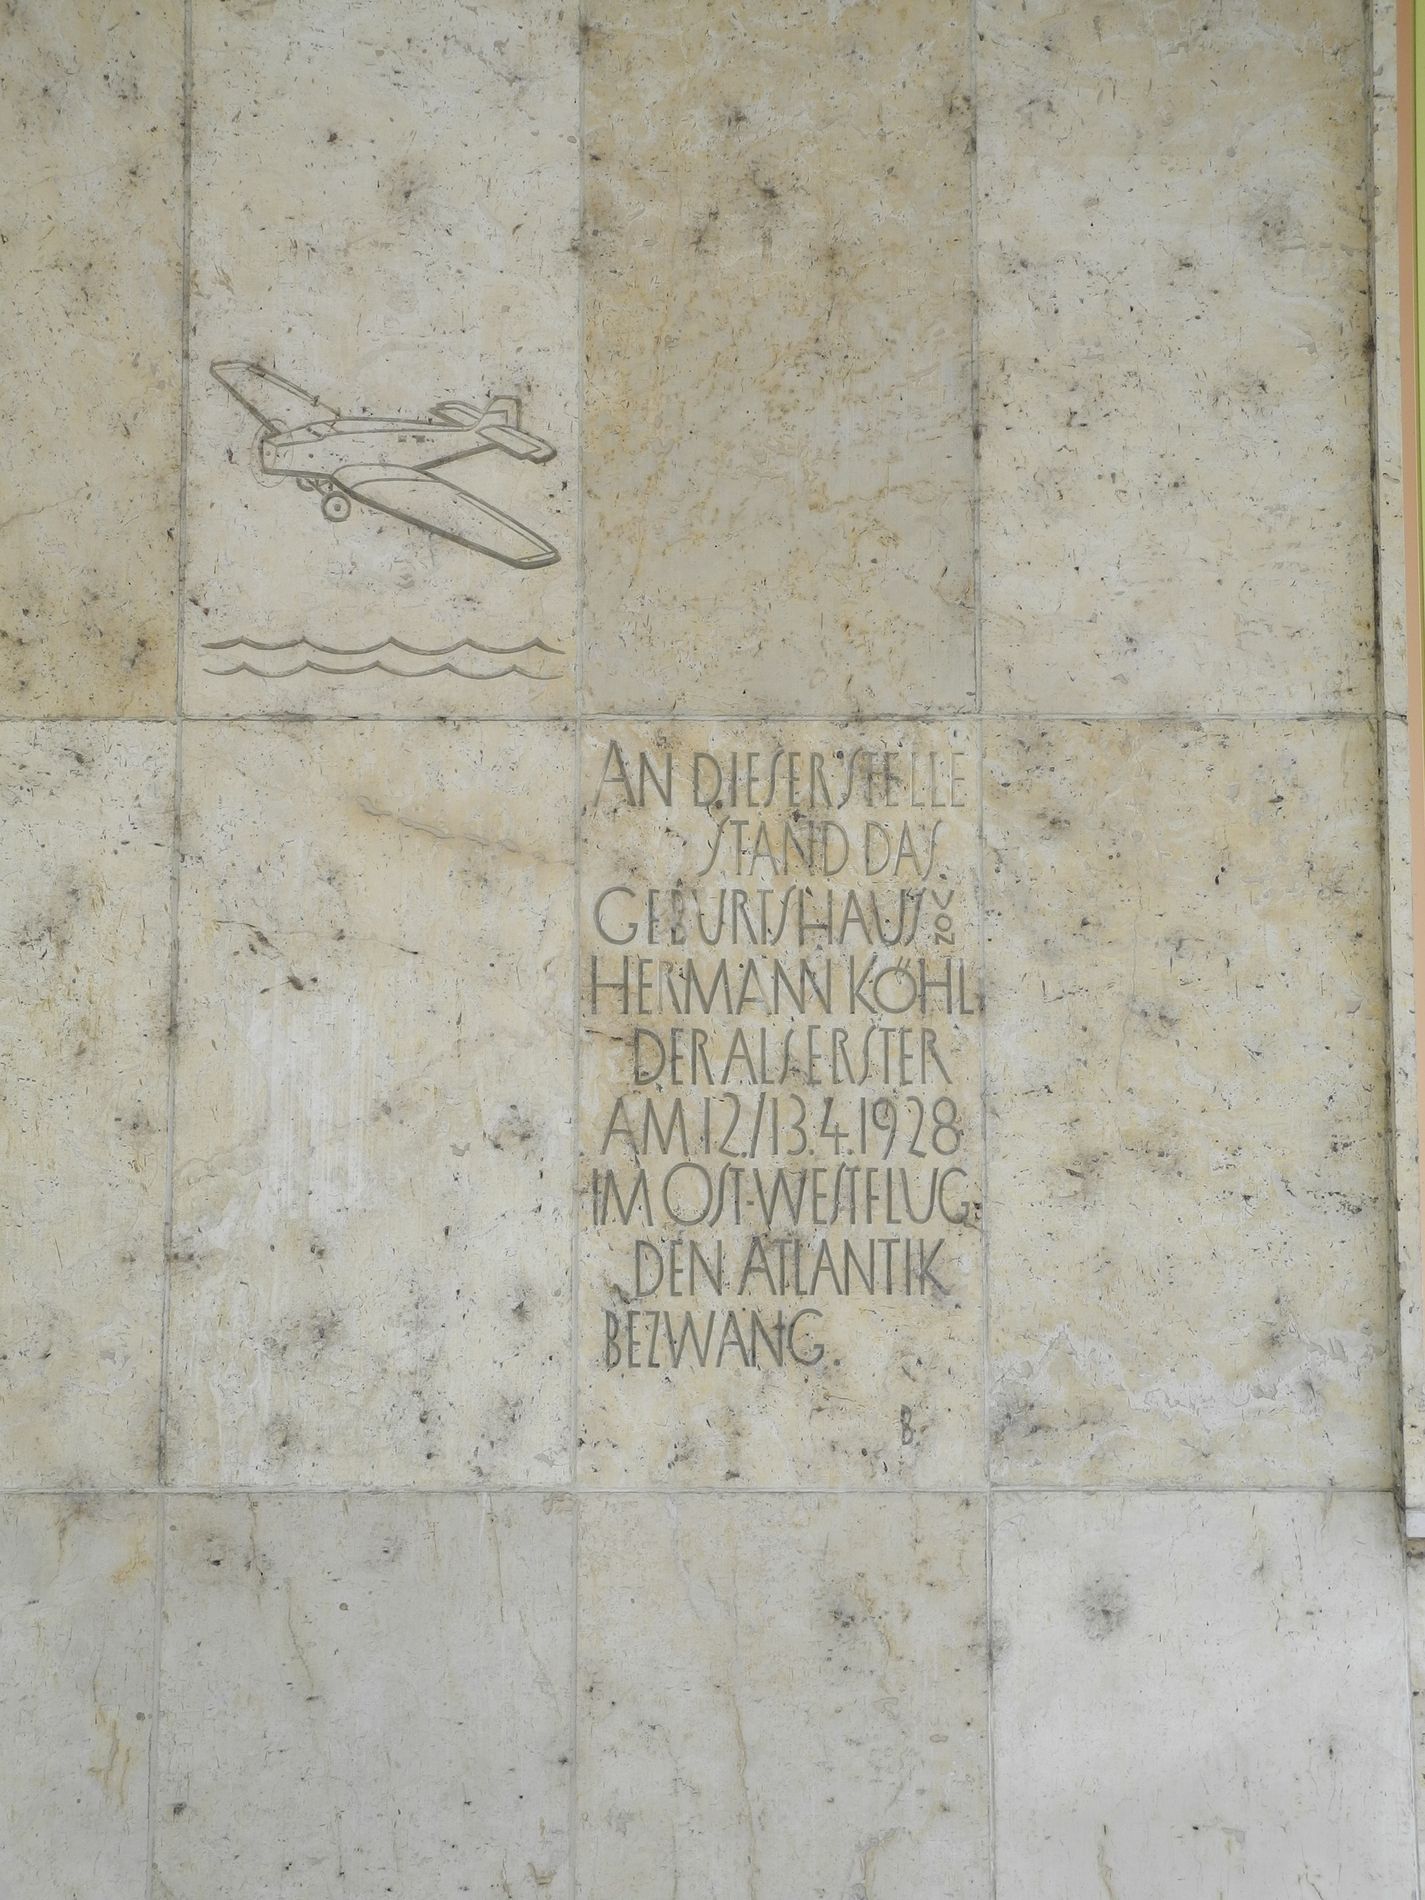 AN DIESER STELLE
STAND DAS
GEBURTSHAUS VON
HERMANN KÖHL
DER ALS ERSTER
AM 12./13.4.1928
IM OST-WESTFLUG
DEN ATLANTIK
BEZWANG.
B.